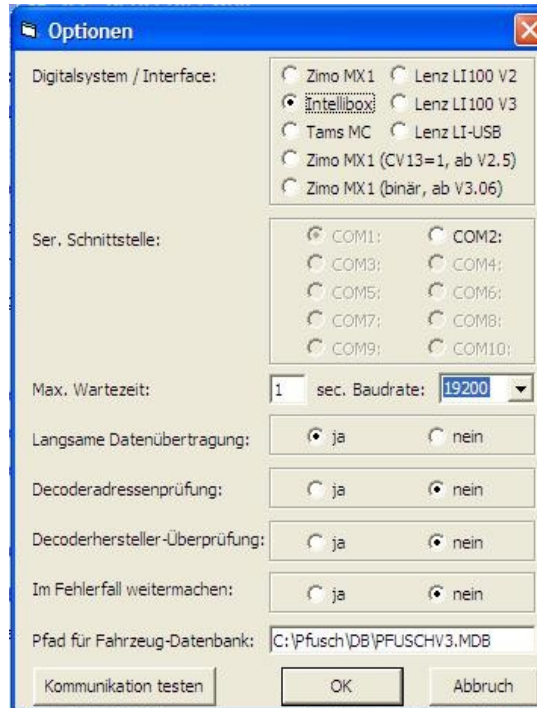 Optionen
Digitalsystem / Interface:
Zimo MX1 Lenz LI100 V2
Intellibox Lenz LI100 V3
Tams MC Lenz LI-USB
Zimo MX1 (CV13=1, ab V2.5)
Zimo MX1 (binär, ab V3.06)
Ser. Schnittstelle:
COM1: COM2:
COM3: COM4:
COM5: COM6:
COM7: COM8:
COM9: COM10:
Max. Wartezeit: 1 sec. Baudrate: 19200
Langsame Datenübertragung: ja nein
Decoderadressenprüfung: ja nein
Decoderhersteller-Überprüfung: ja nein
Im Fehlerfall weitermachen: ja nein
Pfad für Fahrzeug-Datenbank: C:\Pfusch\DB\PFUSCHV3.MDB
Kommunikation testen OK Abbruch